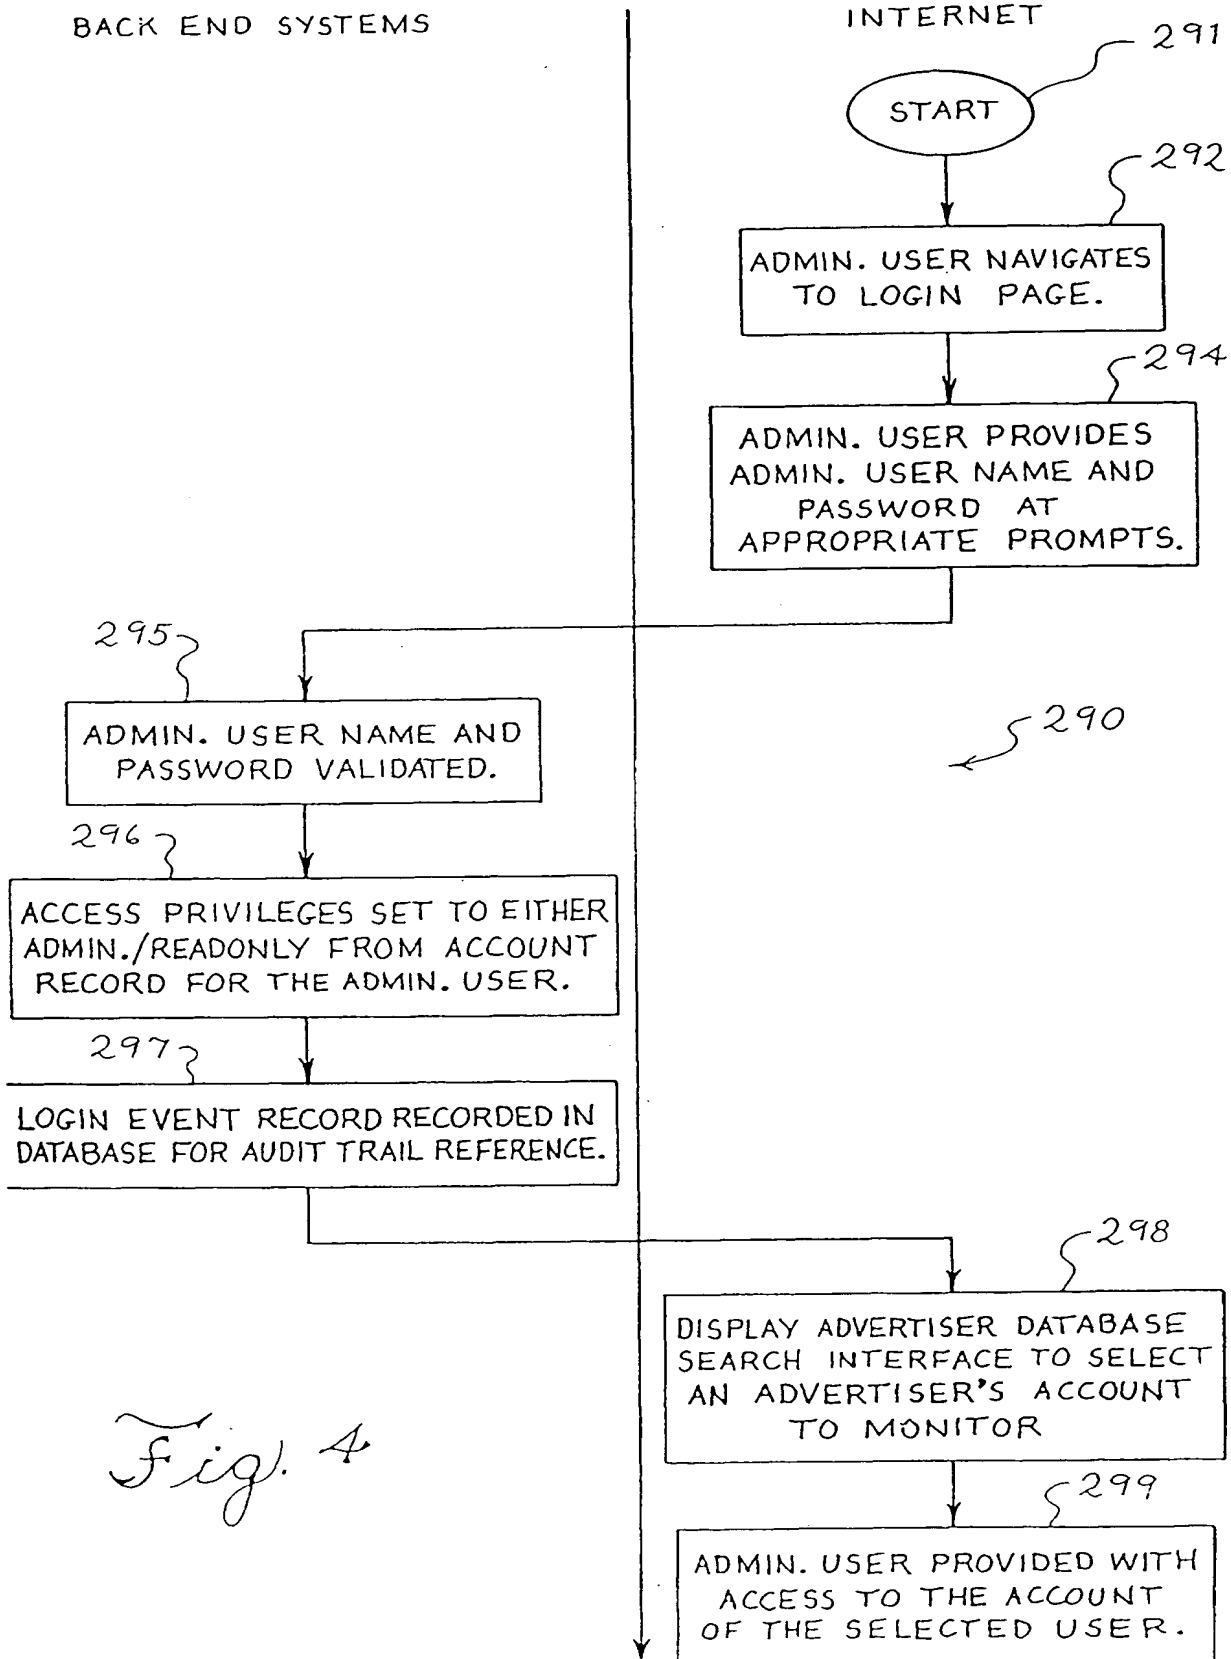 BACK END SYSTEMS
INTERNET
291
START
292
ADMIN. USER NAVIGATES
TO LOGIN PAGE.
294
ADMIN. USER PROVIDES
ADMIN. USER NAME AND
PASSWORD AT
APPROPRIATE PROMPTS.
295
ADMIN. USER NAME AND
PASSWORD VALIDATED.
290
296
ACCESS PRIVILEGES SET TO EITHER
ADMIN./READONLY FROM ACCOUNT
RECORD FOR THE ADMIN. USER.
297
LOGIN EVENT RECORD RECORDED IN
DATABASE FOR AUDIT TRAIL REFERENCE.
298
DISPLAY ADVERTISER DATABASE
SEARCH INTERFACE TO SELECT
AN ADVERTISER'S ACCOUNT
TO MONITOR
299
ADMIN. USER PROVIDED WITH
ACCESS TO THE ACCOUNT
OF THE SELECTED USER.
Fig. 4